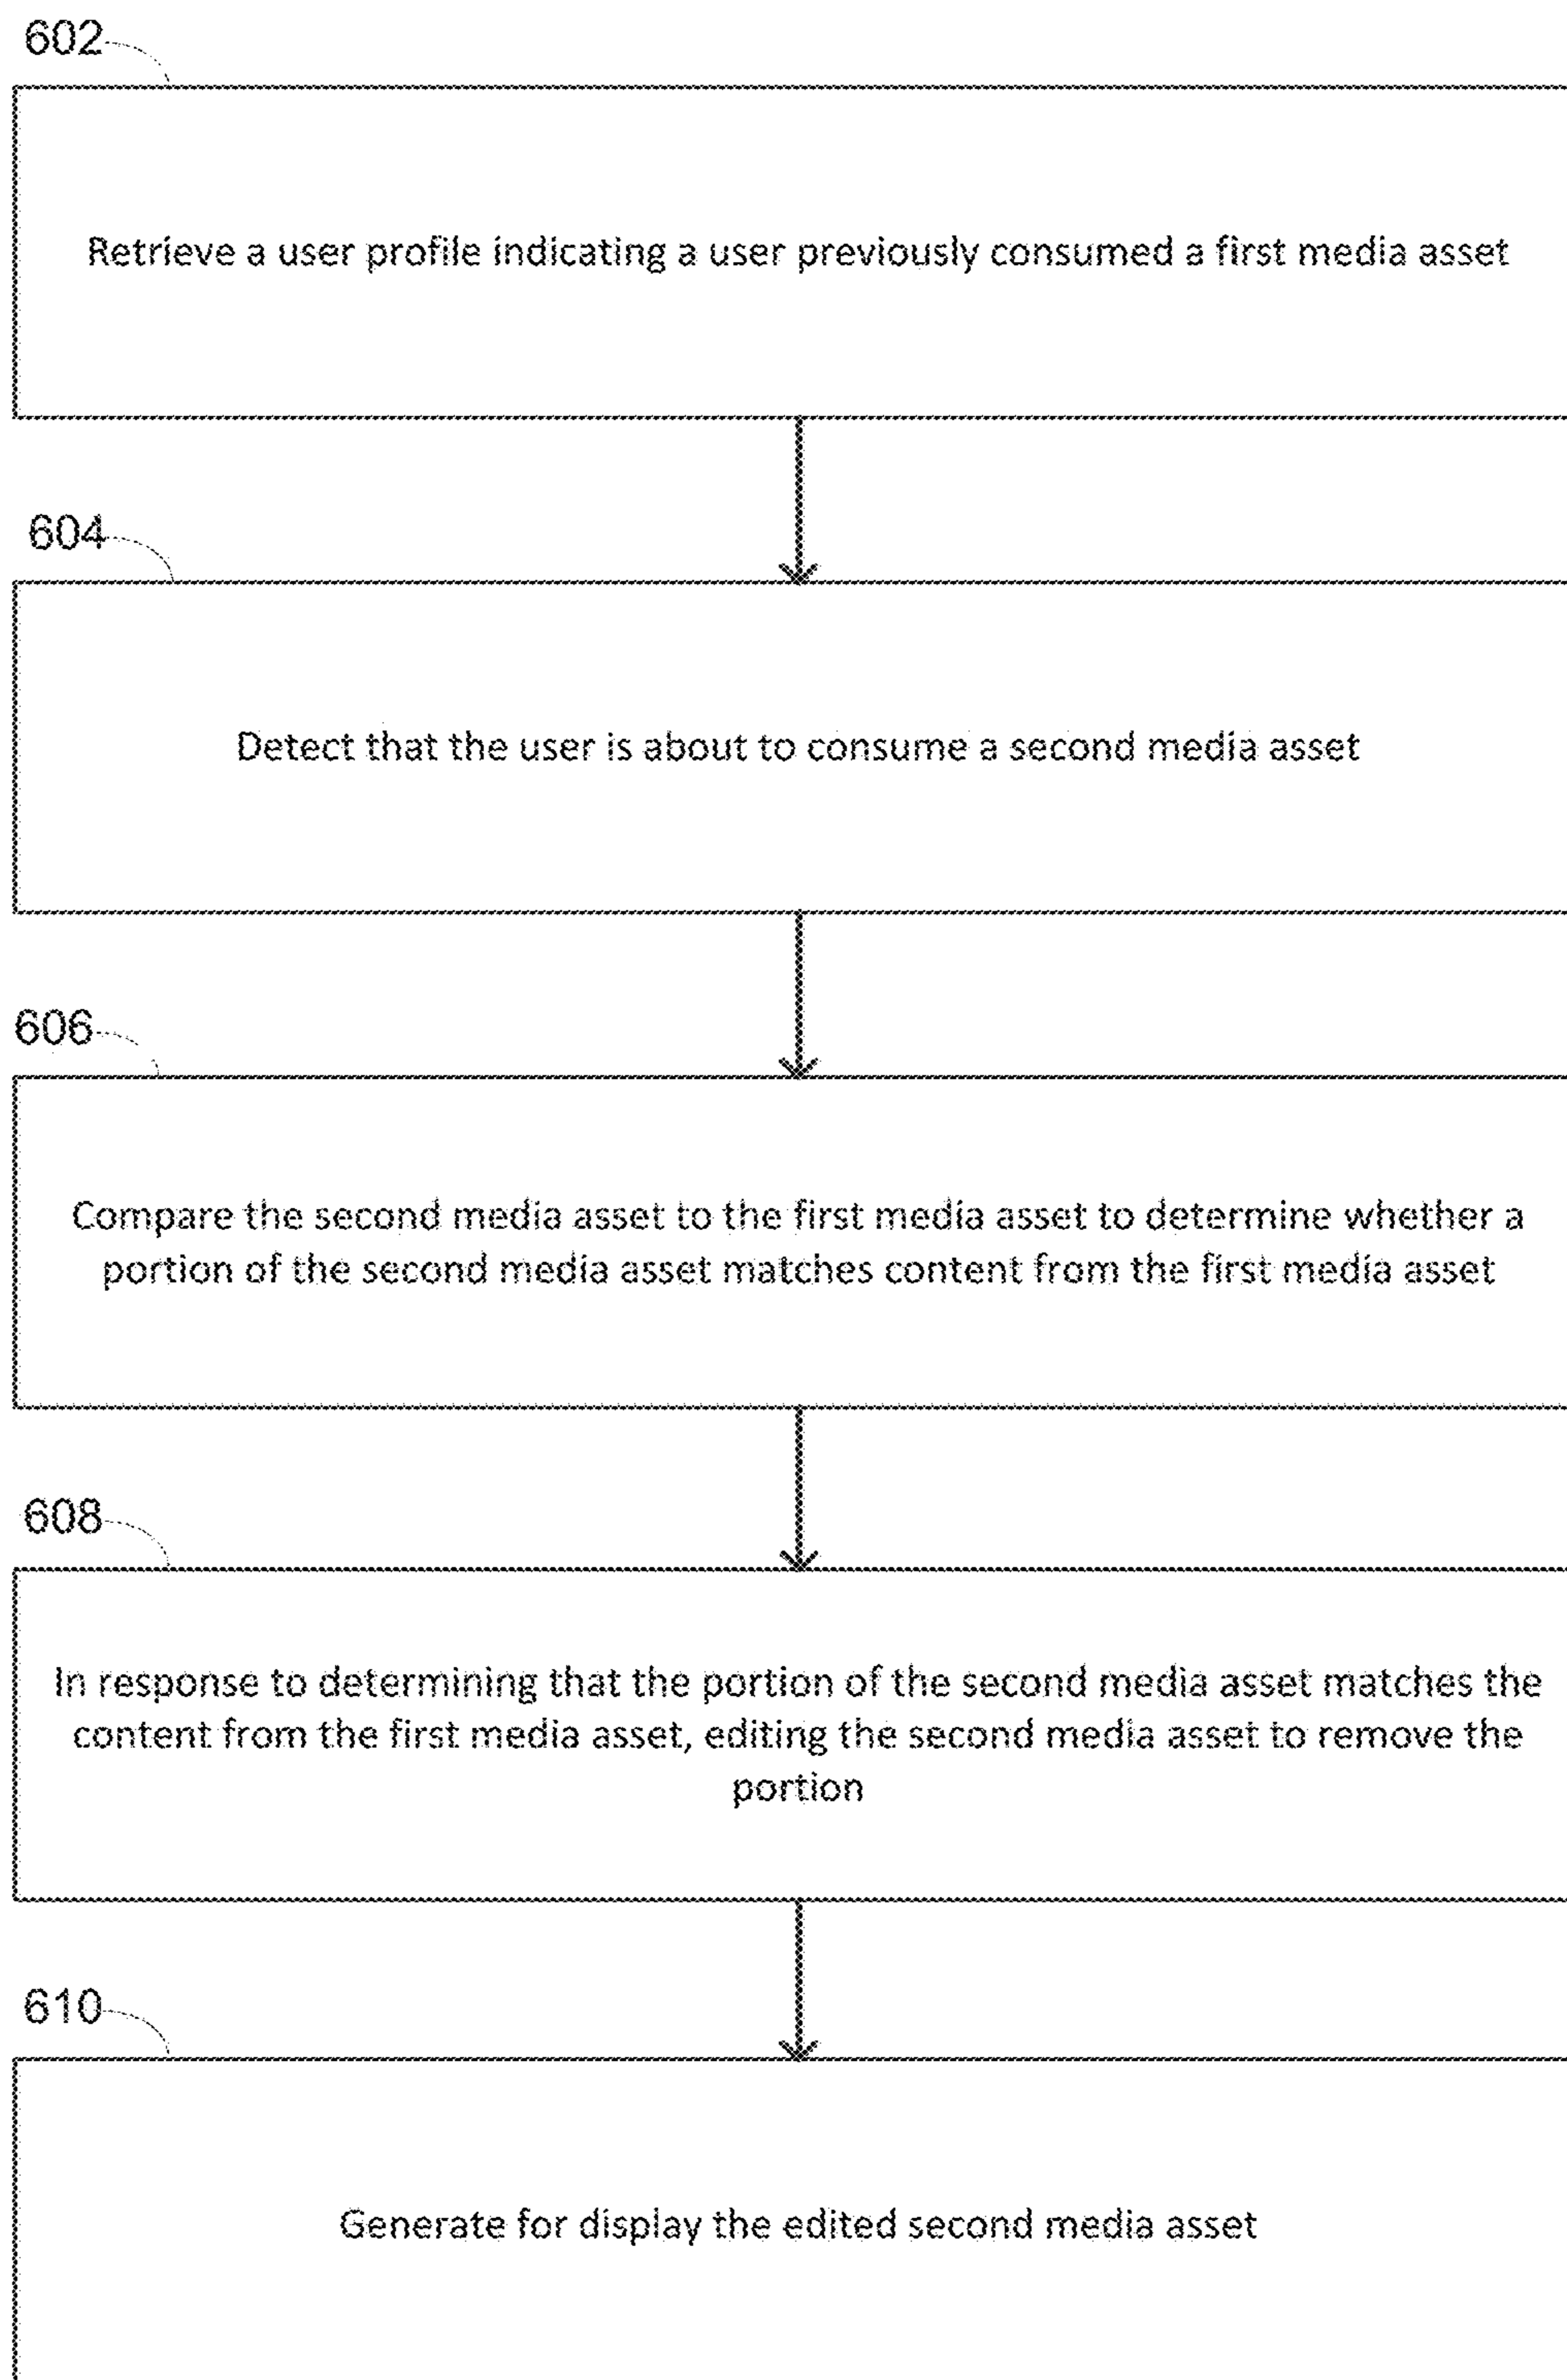 602
Retrieve a user profile indicating a user previously consumed a first media asset
604
Detect that the user is about to consume a second media asset
606
Compare the second media asset to the first media asset to determine whether a
portion of the second media asset matches content from the first media asset
608
In response to determining that the portion of the second media asset matches the
content from the first media asset, editing the second media asset to remove the
portion
610
Generate for display the edited second media asset